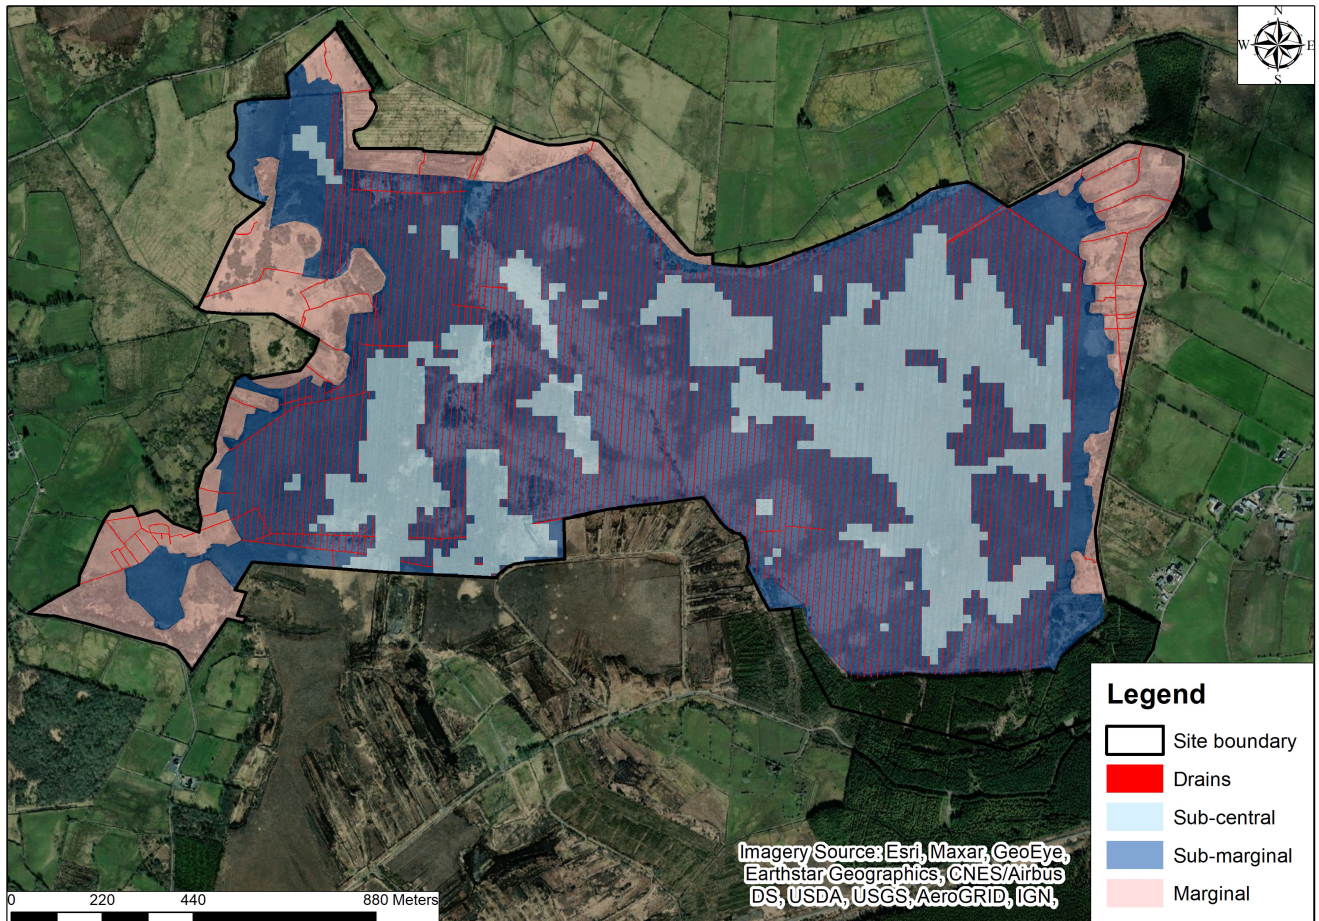 N
W E
S
Legend
Site boundary
Drains
Sub-central
Sub-marginal
Marginal
Imagery Source: Esri, Maxar, GeoEye,
Earthstar Geographics, CNES/Airbus
DS, USDA, USGS, AeroGRID, IGN,
0 220 440 880 Meters